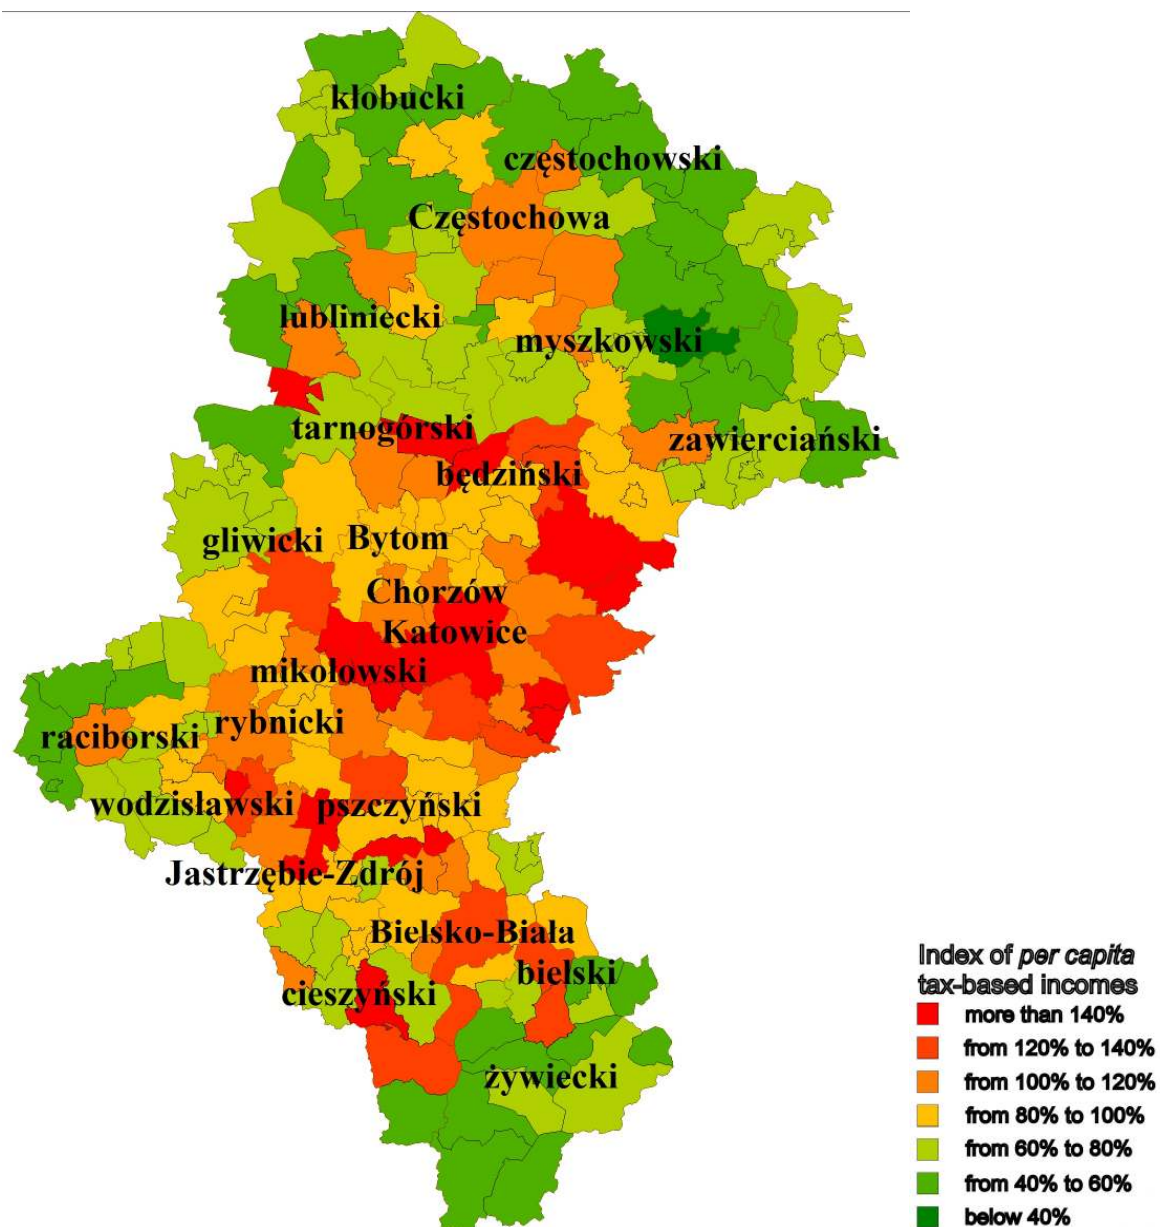 kłobucki
częstochowski
Częstochowa
lubliniecki
myszkowski
tarnogórski
zawierciański
będziński
gliwicki
Bytom
Chorzów
Katowice
mikołowski
rybnicki
raciborski
wodzisławski
pszczyński
Jastrzębie-Zdrój
Bielsko-Biała
bielski
cieszyński
żywiecki
Index of per capita
tax-based incomes
more than 140%
from 120% to 140%
from 100% to 120%
from 80% to 100%
from 60% to 80%
from 40% to 60%
below 40%